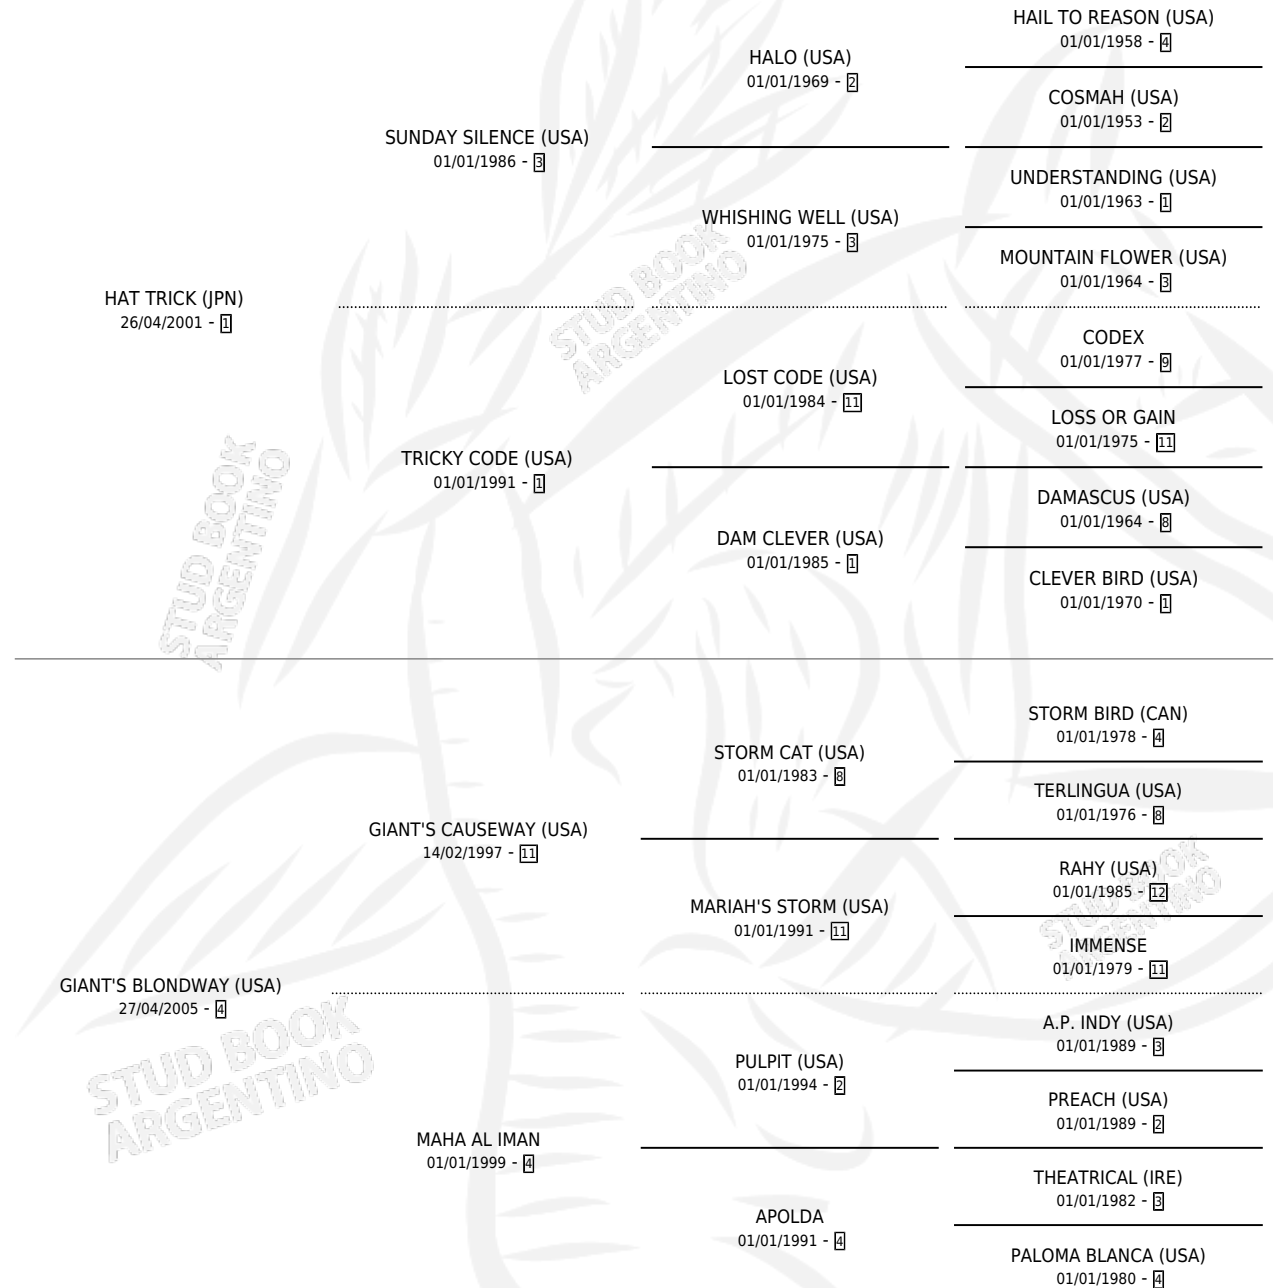 HAIL TO REASON (USA)
01/01/1958 - 4
HALO (USA)
01/01/1969 - 2
COSMAH (USA)
01/01/1953 - 2
SUNDAY SILENCE (USA)
01/01/1986 - 3
UNDERSTANDING (USA)
01/01/1963 - 1
WHISHING WELL (USA)
01/01/1975 - 3
MOUNTAIN FLOWER (USA)
01/01/1964 - 3
HAT TRICK (JPN)
26/04/2001 - 1
CODEX
01/01/1977 - 9
LOST CODE (USA)
01/01/1984 - 11
LOSS OR GAIN
01/01/1975 - 11
TRICKY CODE (USA)
01/01/1991 - 1
DAMASCUS (USA)
01/01/1964 - 8
DAM CLEVER (USA)
01/01/1985 - 1
CLEVER BIRD (USA)
01/01/1970 - 1
STORM BIRD (CAN)
01/01/1978 - 4
STORM CAT (USA)
01/01/1983 - 8
TERLINGUA (USA)
01/01/1976 - 8
GIANT'S CAUSEWAY (USA)
14/02/1997 - 11
RAHY (USA)
01/01/1985 - 12
MARIAH'S STORM (USA)
01/01/1991 - 11
IMMENSE
01/01/1979 - 11
GIANT'S BLONDWAY (USA)
27/04/2005 - 4
A.P. INDY (USA)
01/01/1989 - 3
PULPIT (USA)
01/01/1994 - 2
PREACH (USA)
01/01/1989 - 2
MAHA AL IMAN
01/01/1999 - 4
THEATRICAL (IRE)
01/01/1982 - 3
APOLDA
01/01/1991 - 4
PALOMA BLANCA (USA)
01/01/1980 - 4
STUD BOOK
ARGENTINO
STUD BOOK
ARGENTINO
STUD BOOK
ARGENTINO
STUD BOOK
ARGENTINO